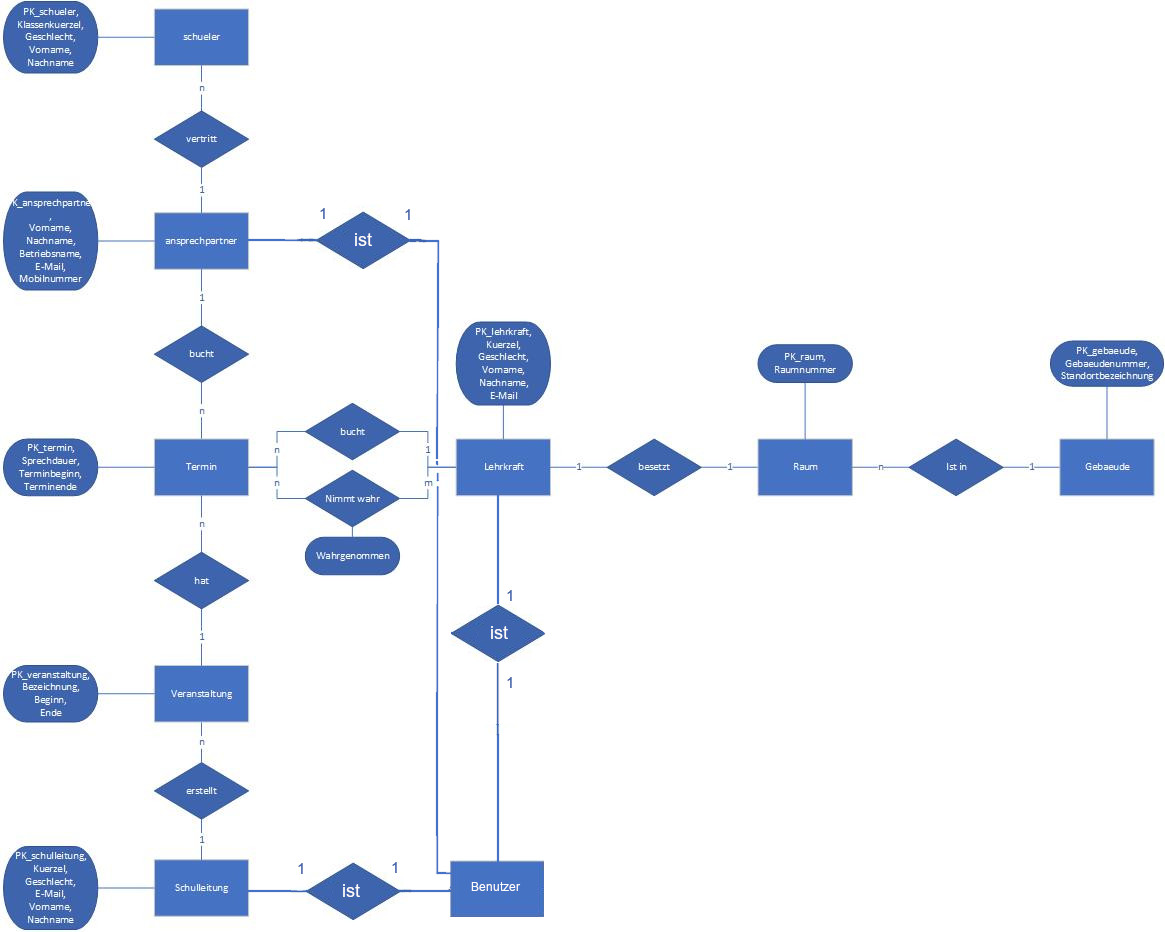 PK_schueler,
Klassenkuerzel,
Geschlecht,
Vorname,
Nachname
schueler
n
vertritt
1
K_ansprechpartne
,
Vorname,
Nachname,
Betriebsname,
E-Mail,
Mobilnummer
ansprechpartner
1
ist
1
1
bucht
n
PK_termin,
Sprechdauer,
Terminbeginn,
Terminende
Termin
n
bucht
1
n
Nimmt wahr
m
Wahrgenommen
PK_lehrkraft,
Kuerzel,
Geschlecht,
Vorname,
Nachname,
E-Mail
Lehrkraft
1
besetzt
1
PK_raum,
Raumnummer
Raum
n
Ist in
1
PK_gebaeude,
Gebaeudenummer,
Standortbezeichnung
Gebaeude
n
hat
1
1
ist
1
PK_veranstaltung,
Bezeichnung,
Beginn,
Ende
Veranstaltung
n
erstellt
1
PK_schulleitung,
Kuerzel,
Geschlecht,
E-Mail,
Vorname,
Nachname
Schulleitung
1
ist
1
Benutzer